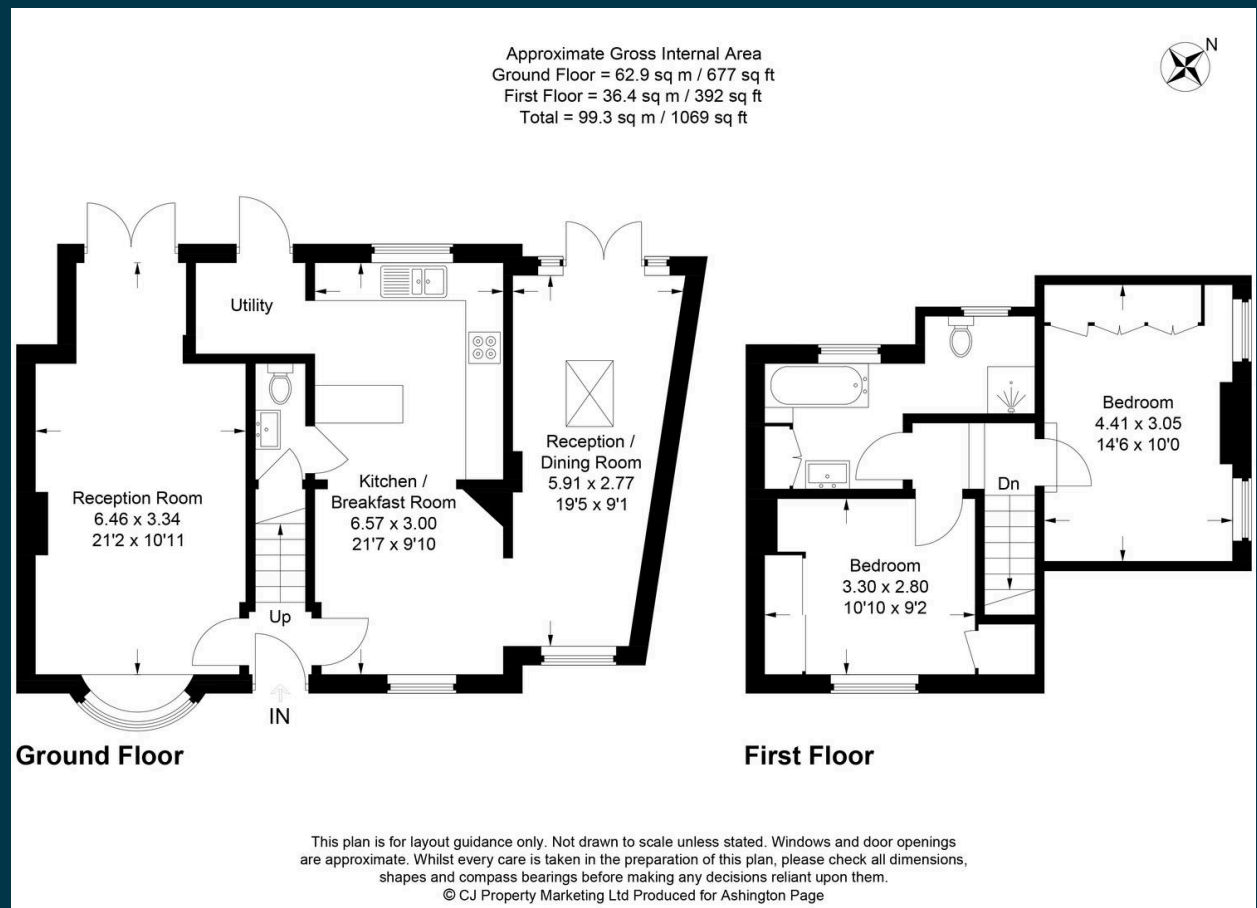 Approximate Gross Internal Area
Ground Floor = 62.9 sq m / 677 sq ft
First Floor = 36.4 sq m / 392 sq ft
Total = 99.3 sq m / 1069 sq ft
N
Utility
Reception Room
6.46 x 3.34
21'2 x 10'11
Kitchen /
Breakfast Room
6.57 x 3.00
21'7 x 9'10
Reception /
Dining Room
5.91 x 2.77
19'5 x 9'1
Up
IN
Ground Floor
Bedroom
4.41 x 3.05
14'6 x 10'0
Dn
Bedroom
3.30 x 2.80
10'10 x 9'2
First Floor
This plan is for layout guidance only. Not drawn to scale unless stated. Windows and door openings
are approximate. Whilst every care is taken in the preparation of this plan, please check all dimensions,
shapes and compass bearings before making any decisions reliant upon them.
© CJ Property Marketing Ltd Produced for Ashington Page